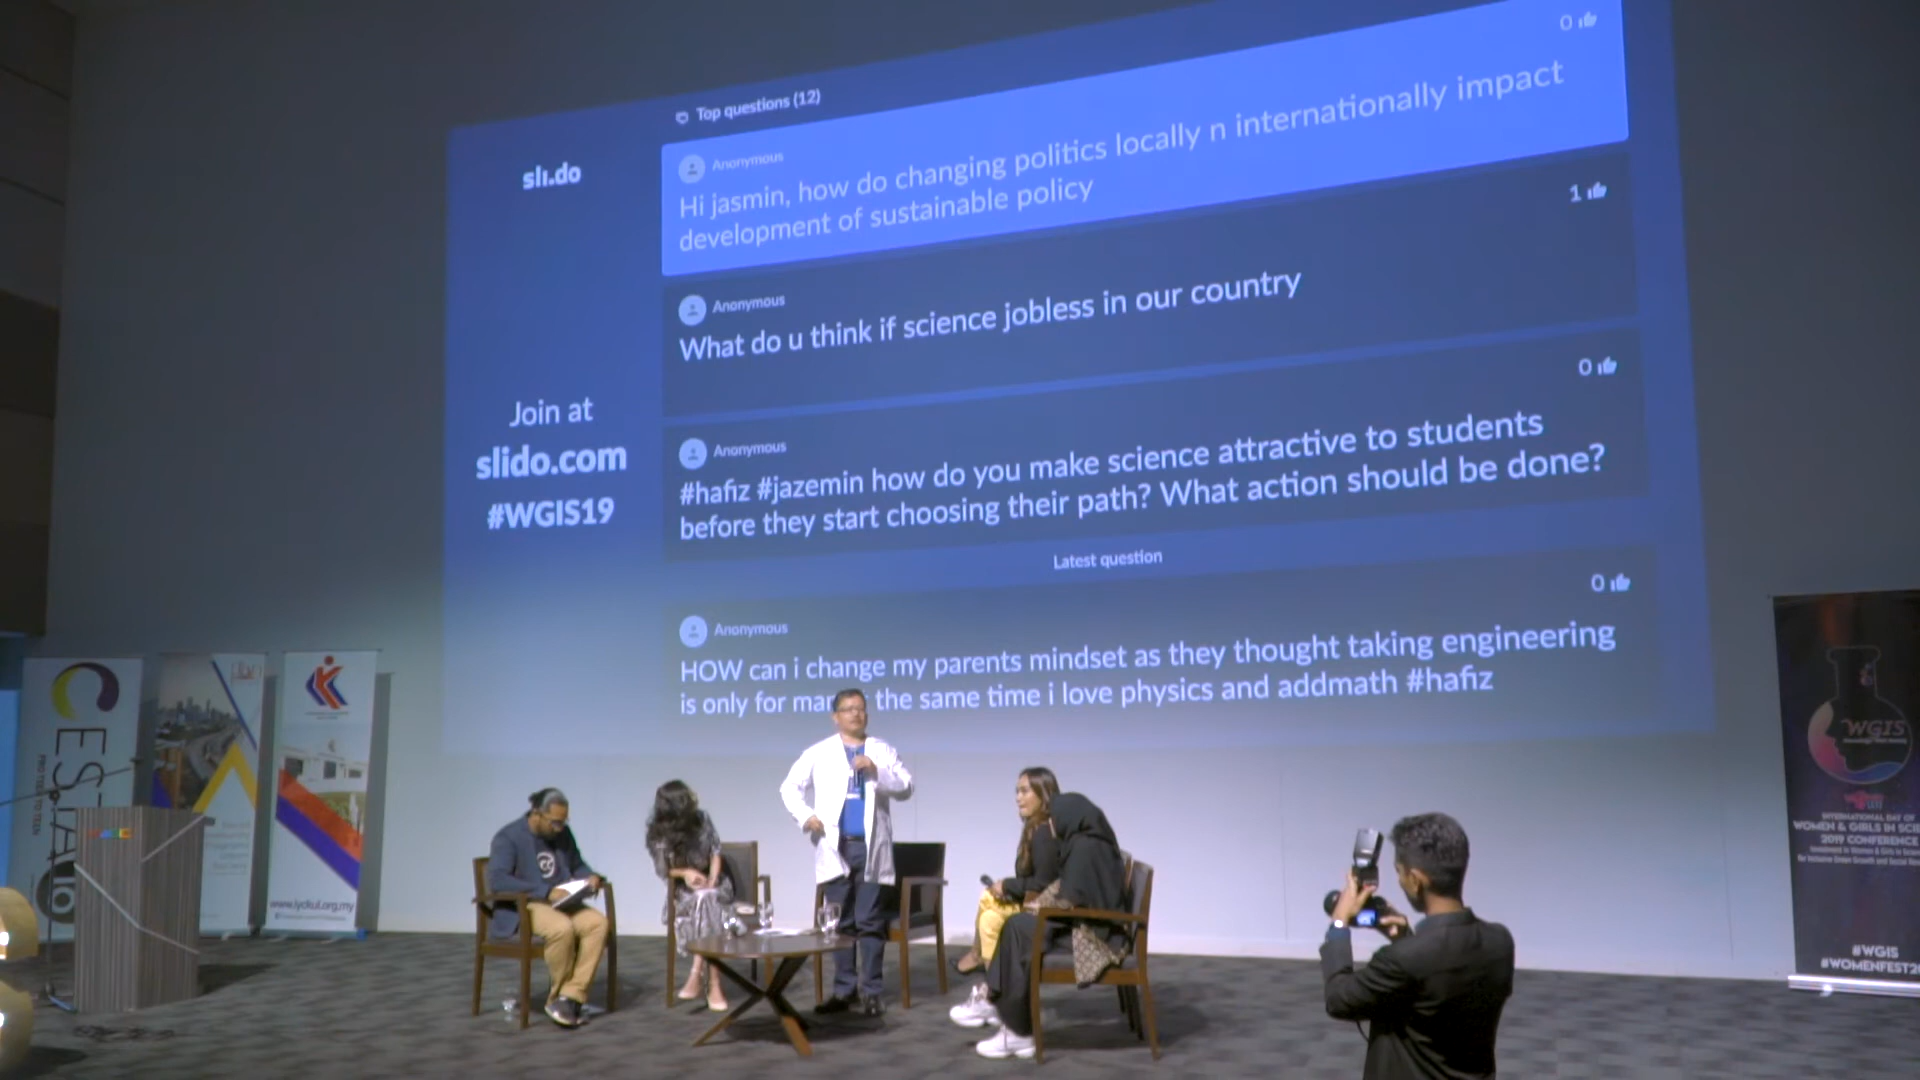 Top questions (12)
0
Anonymous
Hi jasmin, how do changing politics locally n internationally impact
development of sustainable policy
sli.do
1
Anonymous
What do u think if science jobless in our country
0
Anonymous
#hafiz #jazemin how do you make science attractive to students
before they start choosing their path? What action should be done?
Join at
slido.com
#WGIS19
Latest question
0
Anonymous
HOW can i change my parents mindset as they thought taking engineering
is only for man the same time i love physics and addmath #hafiz
www.iydkul.org.my
WGIS
INTERNATIONAL DAY OF
WOMEN & GIRLS IN SCIE
2019 CONFERENCE
#WGIS
#WOMENFEST20